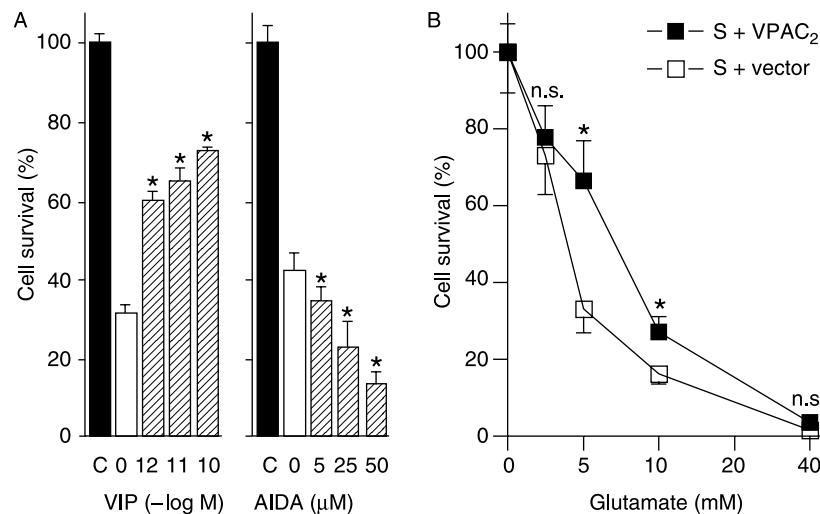 A
100
80
60
40
20
0
Cell survival (%)
* * *
* * *
C 0 12 11 10
C 0 5 25 50
VIP (−log M)
AIDA (μM)
B
S + VPAC₂
S + vector
100
80
60
40
20
0
Cell survival (%)
n.s.
*
*
n.s
0 5 10 20 40
Glutamate (mM)